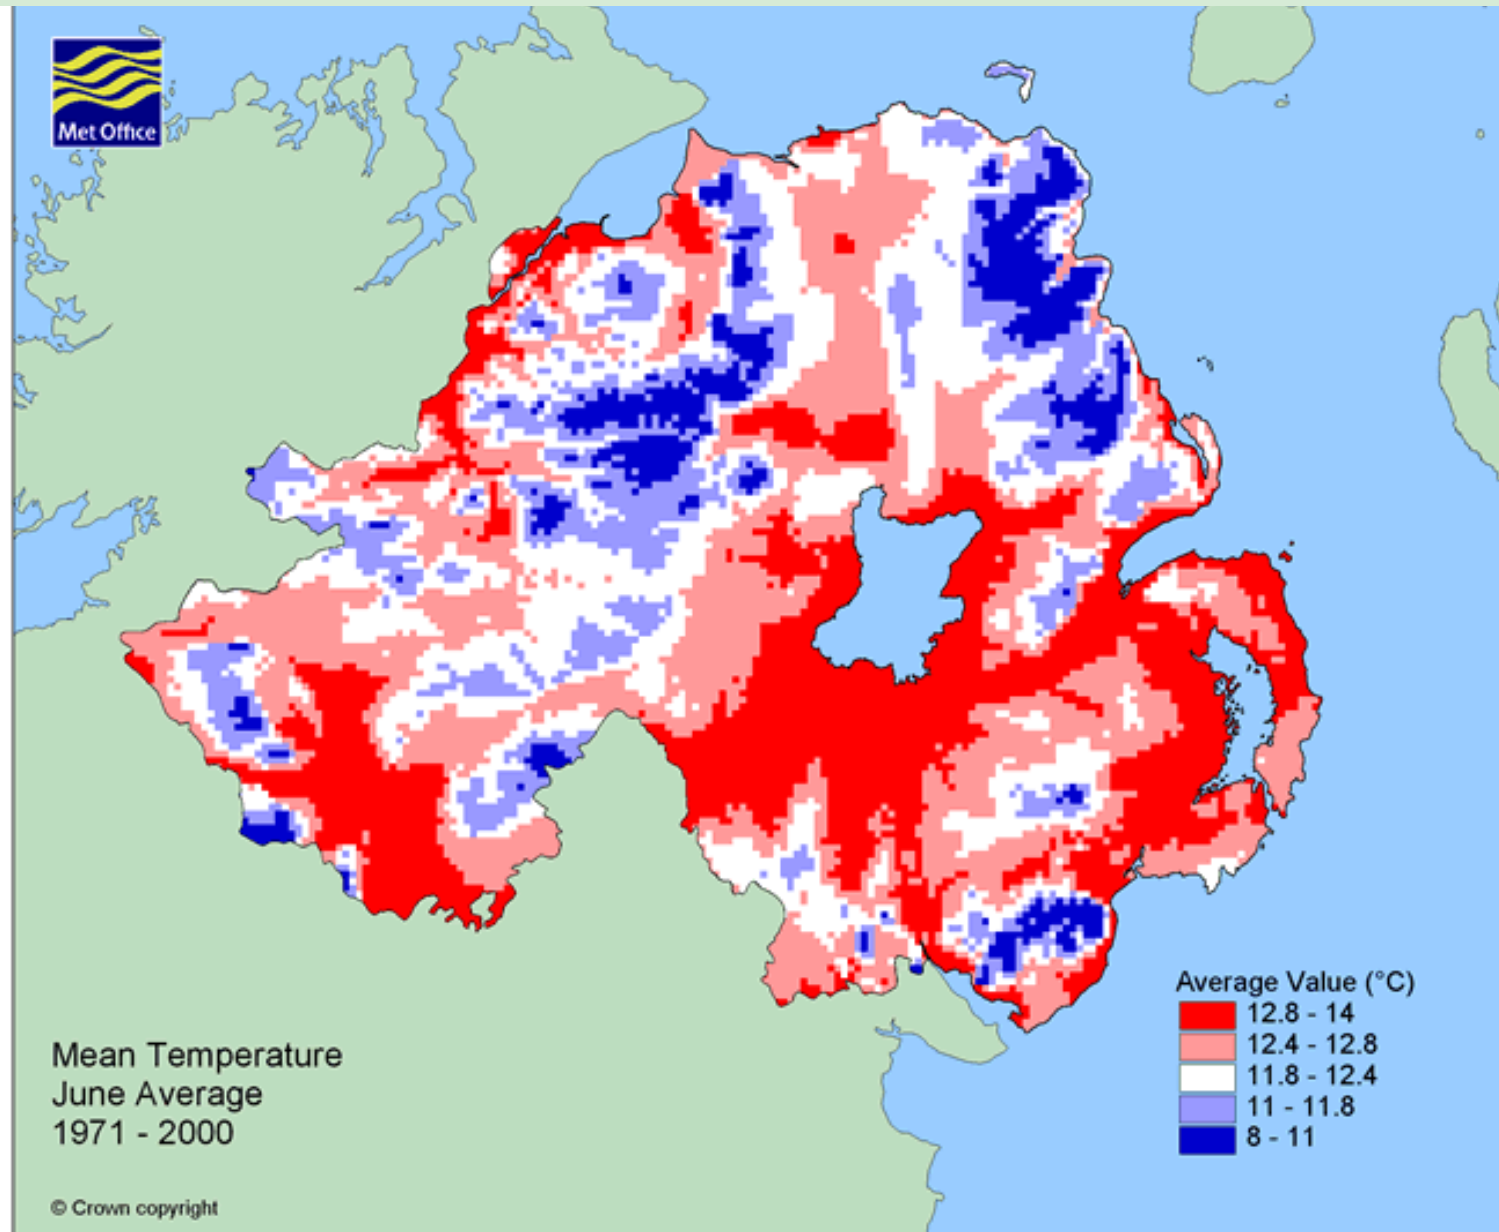 Met Office
Average Value (°C)
12.8 - 14
12.4 - 12.8
11.8 - 12.4
11 - 11.8
8 - 11
Mean Temperature
June Average
1971 - 2000
© Crown copyright